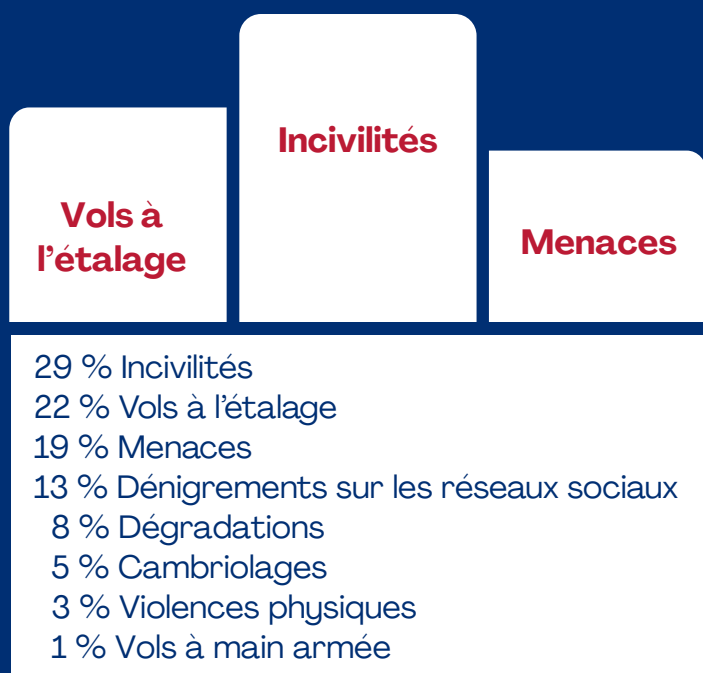 Incivilités
Vols à
l'étalage
Menaces
29 % Incivilités
22 % Vols à l'étalage
19 % Menaces
13 % Dénigrements sur les réseaux sociaux
8 % Dégradations
5 % Cambriolages
3 % Violences physiques
1 % Vols à main armée